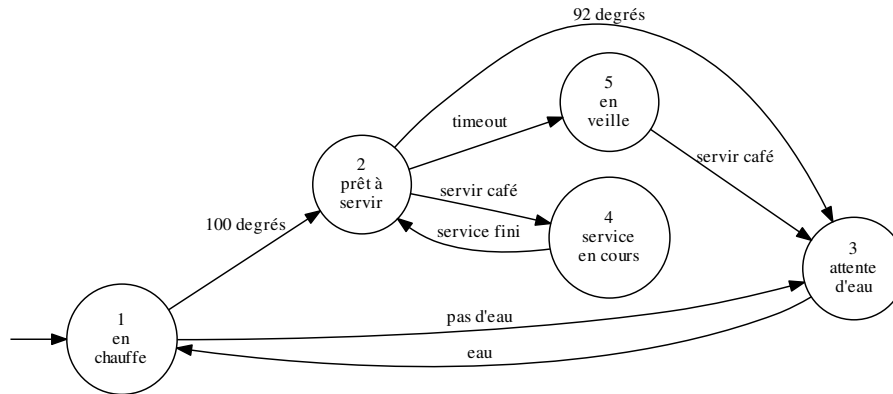 92 degrés
5
en
veille
timeout
2
prêt à
servir
servir café
servir café
4
service
en cours
service fini
100 degrés
3
attente
d'eau
1
en
chauffe
pas d'eau
eau